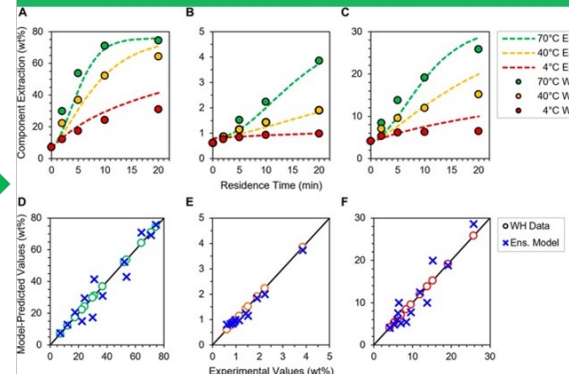 A
B
C
Component Extraction (wt%)
80
60
40
20
0
0 5 10 15 20
5
4
3
2
1
0
0 5 10 15 20
30
25
20
15
10
5
0
0 5 10 15 20
Residence Time (min)
70°C E
40°C E
4°C E
70°C W
40°C W
4°C W
D
E
F
Model-Predicted Values (wt%)
80
60
40
20
0
0 20 40 60 80
5
4
3
2
1
0
0 1 2 3 4 5
30
20
10
0
0 10 20 30
Experimental Values (wt%)
WH Data
Ens. Model